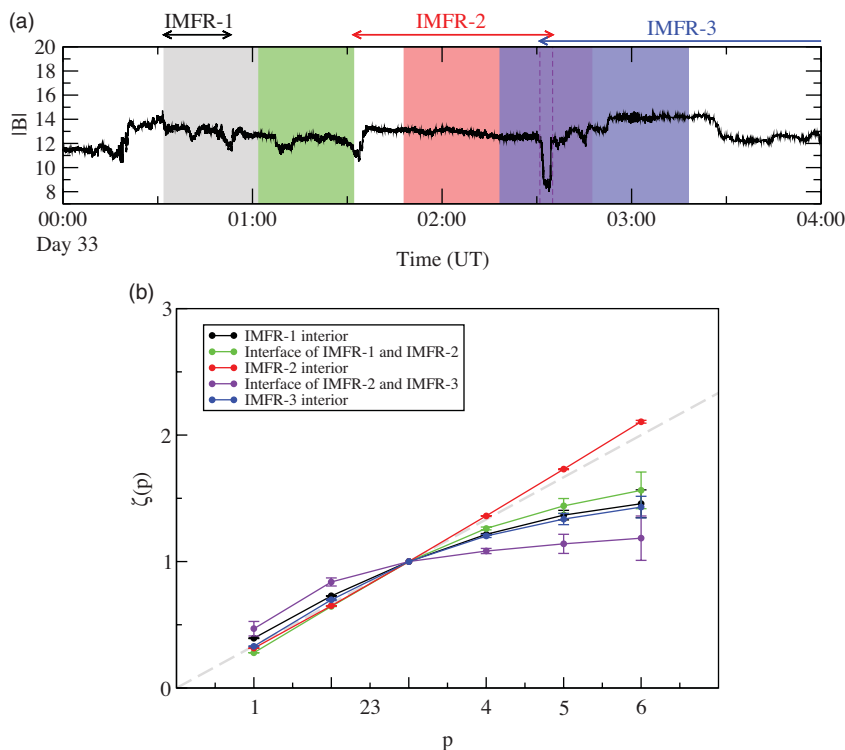 (a)
IMFR-1
IMFR-2
IMFR-3
|B|
20
18
16
14
12
10
8
00:00
01:00
02:00
03:00
04:00
Day 33
Time (UT)
(b)
ζ(p)
3
2
1
0
IMFR-1 interior
Interface of IMFR-1 and IMFR-2
IMFR-2 interior
Interface of IMFR-2 and IMFR-3
IMFR-3 interior
1
23
4
5
6
p